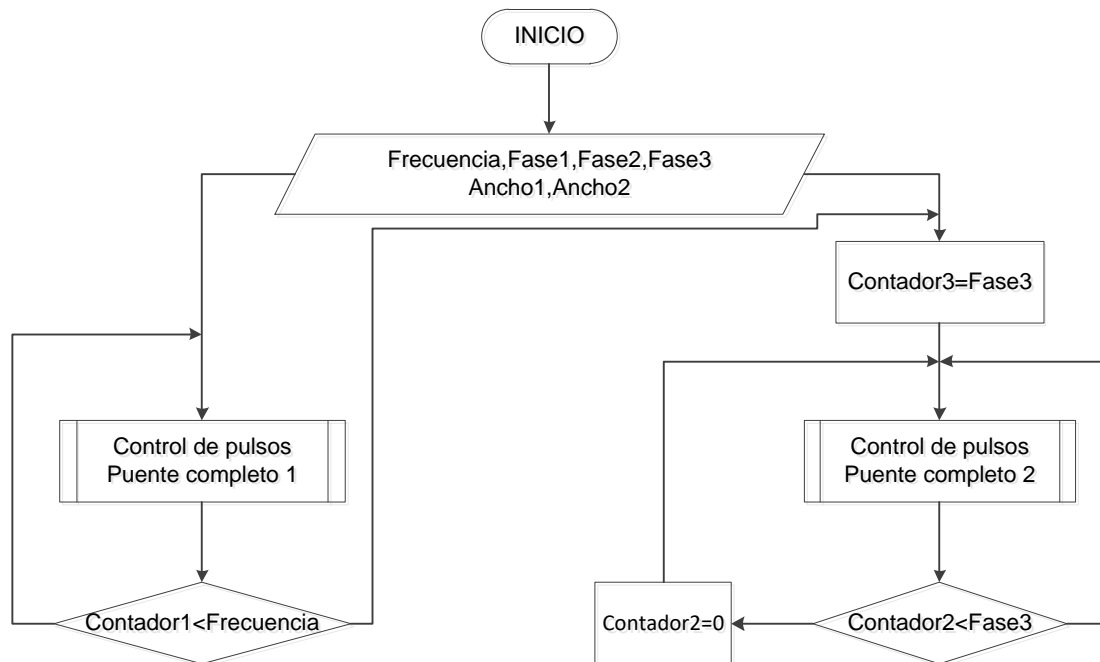 INICIO
Frecuencia,Fase1,Fase2,Fase3
Ancho1,Ancho2
Contador3=Fase3
Control de pulsos
Puente completo 1
Control de pulsos
Puente completo 2
Contador1<Frecuencia
Contador2=0
Contador2<Fase3